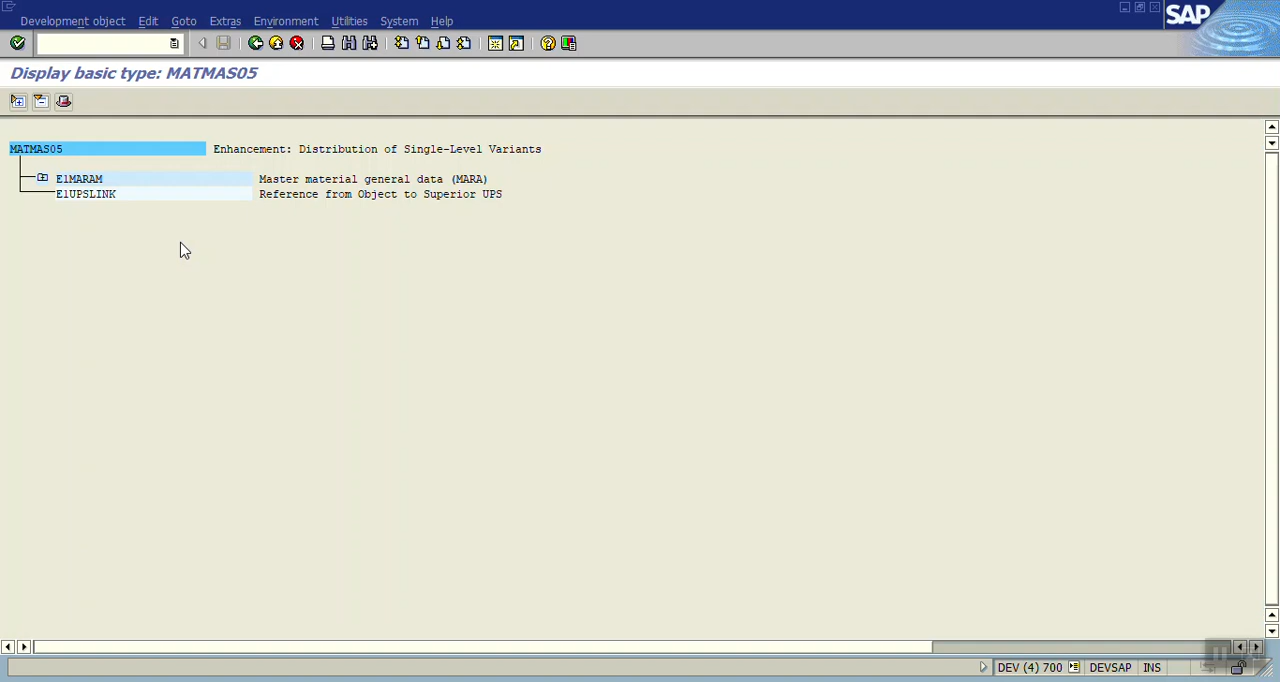 Development object Edit Goto Extras Environment Utilities System Help
SAP
Display basic type: MATMAS05
MATMAS05 Enhancement: Distribution of Single-Level Variants
E1MARAM Master material general data (MARA)
E1UPSLINK Reference from Object to Superior UPS
DEV (4) 700 DEVSAP INS